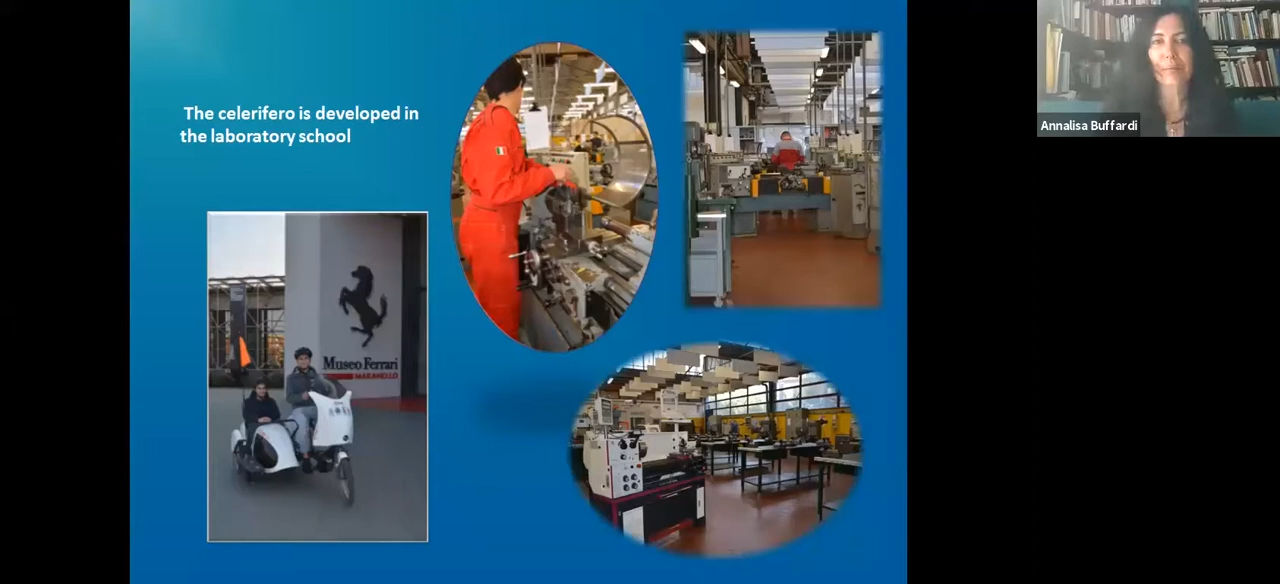 The celerifero is developed in
the laboratory school
Museo Ferrari
MARANELLO
Annalisa Buffardi